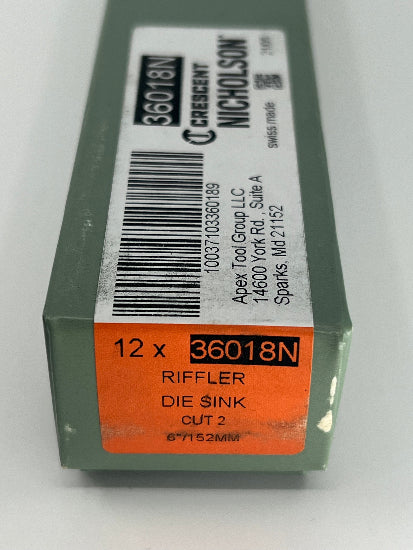 36018N
CRESCENT
NICHOLSON
swiss made
10037103360189
Apex Tool Group LLC
14600 York Rd., Suite A
Sparks, Md 21152
12 x 36018N
RIFFLER
DIE SINK
CUT 2
6"/152MM